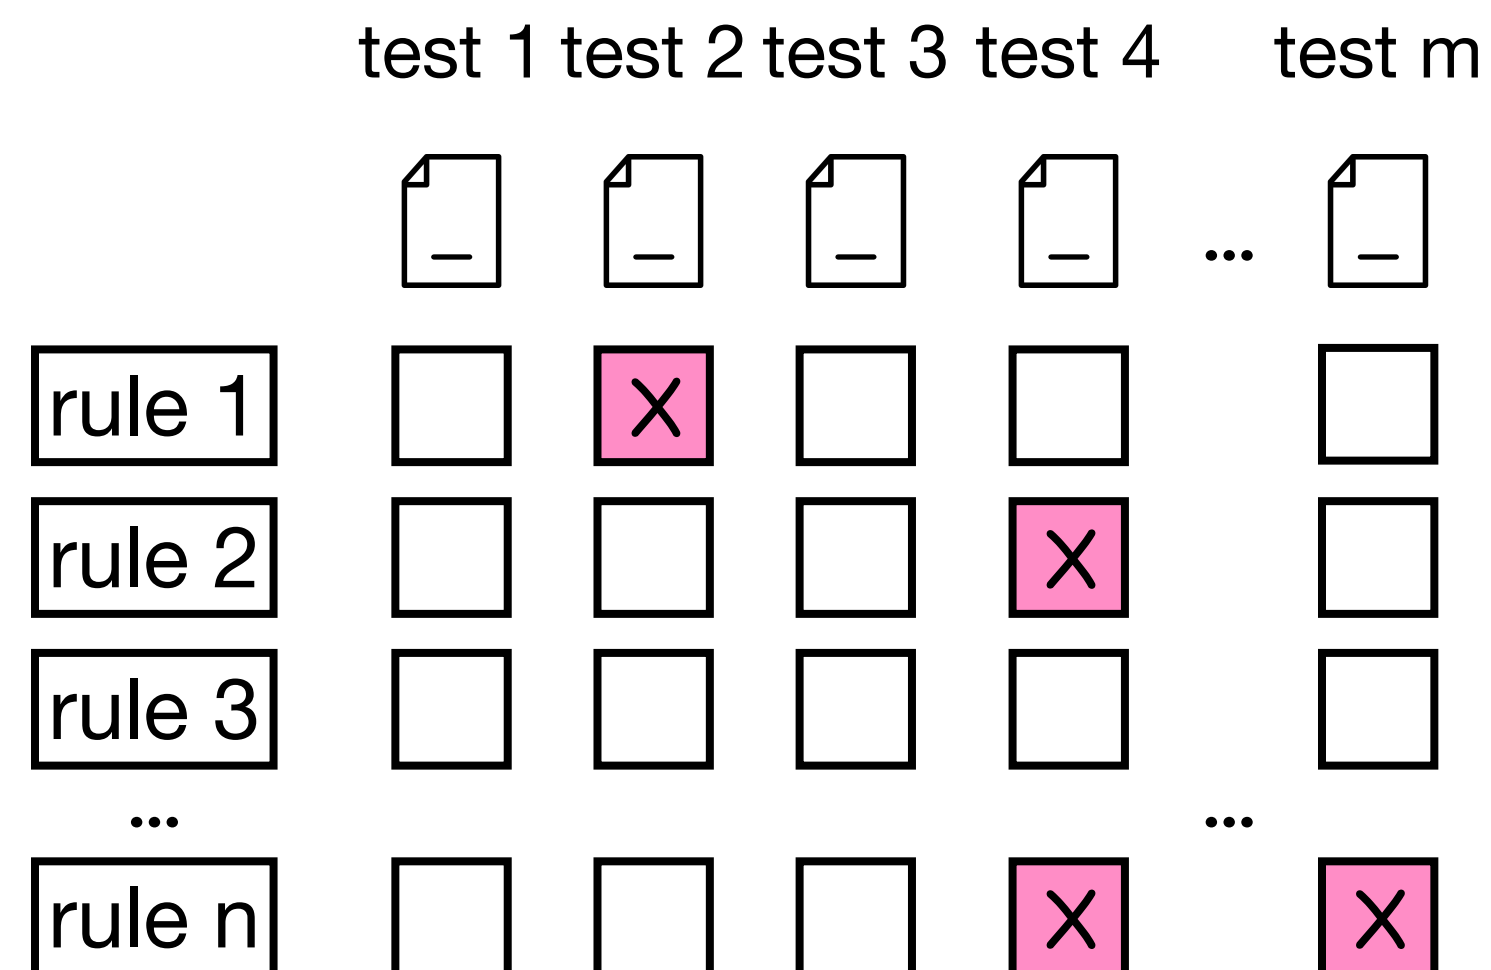 test 1 test 2 test 3 test 4 test m
...
rule 1 X
rule 2 X
rule 3
... ...
rule n X X